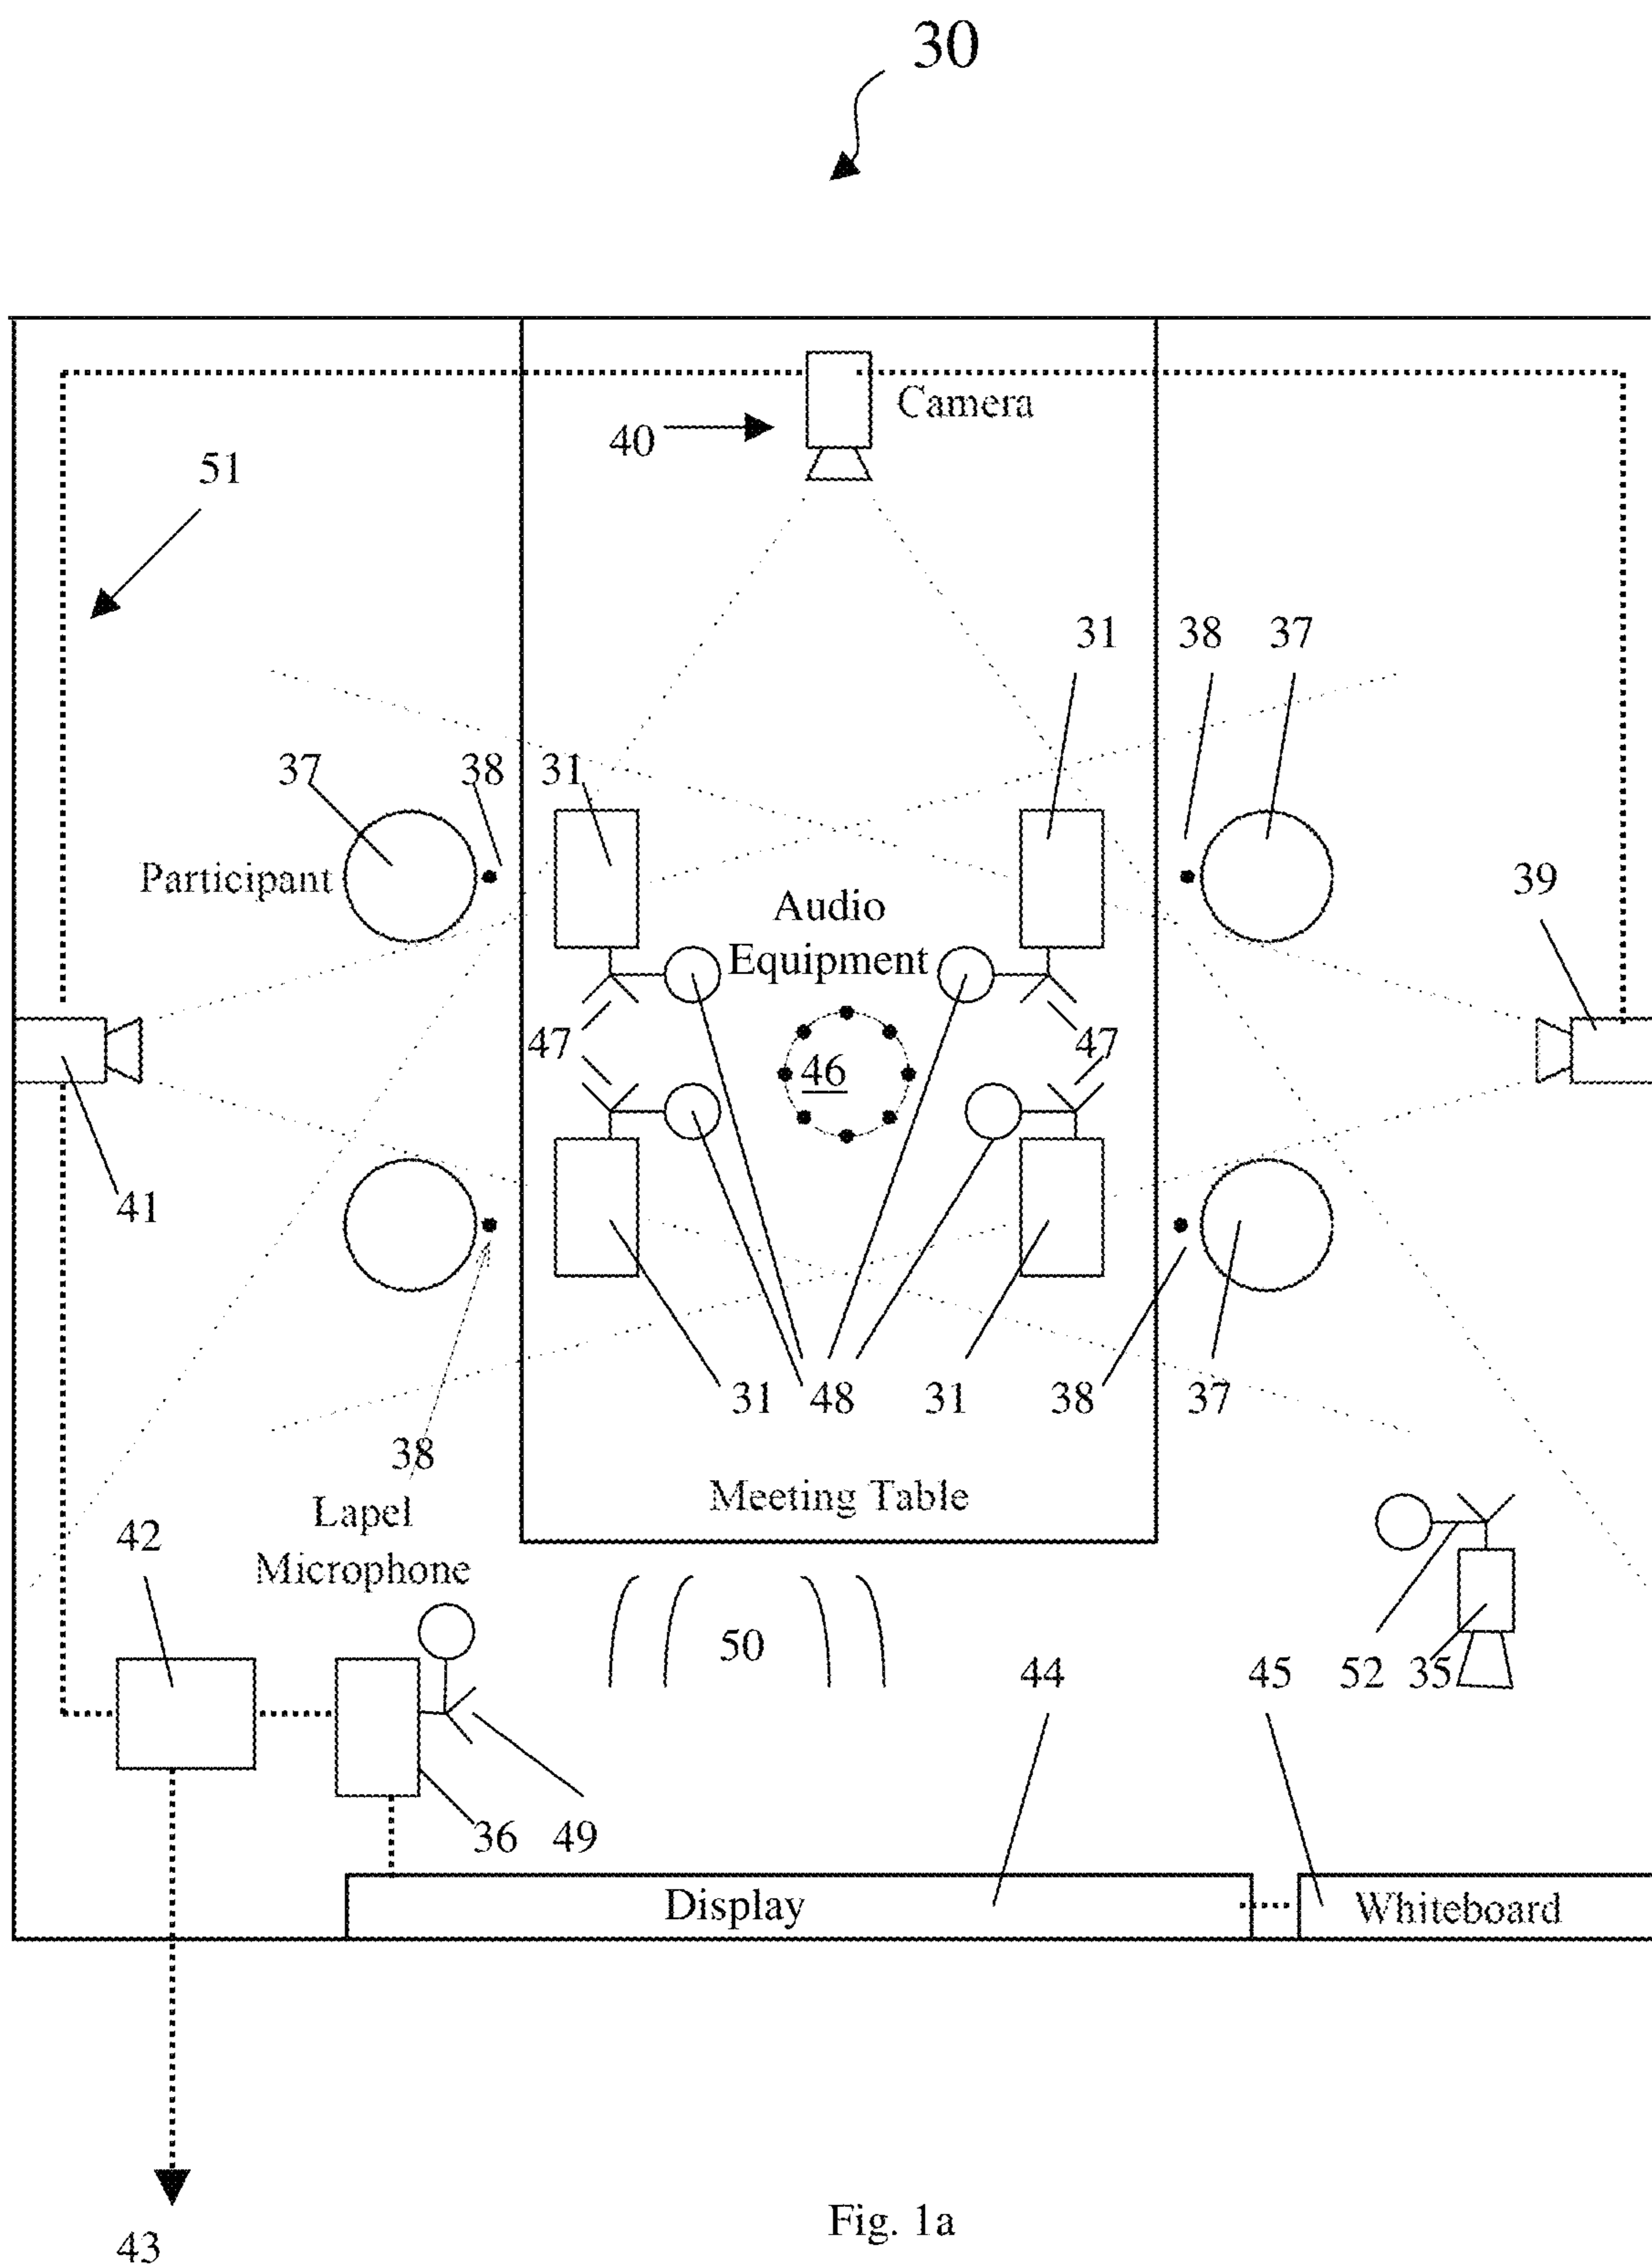 30
Camera
40
51
31 38 37
37 38 31
Participant
39
Audio
Equipment
47 47
46
41
31 48 31 38 37
38
Meeting Table
Lapel
Microphone
42
50
44 45 52 35
36 49
Display
Whiteboard
43
Fig. 1a